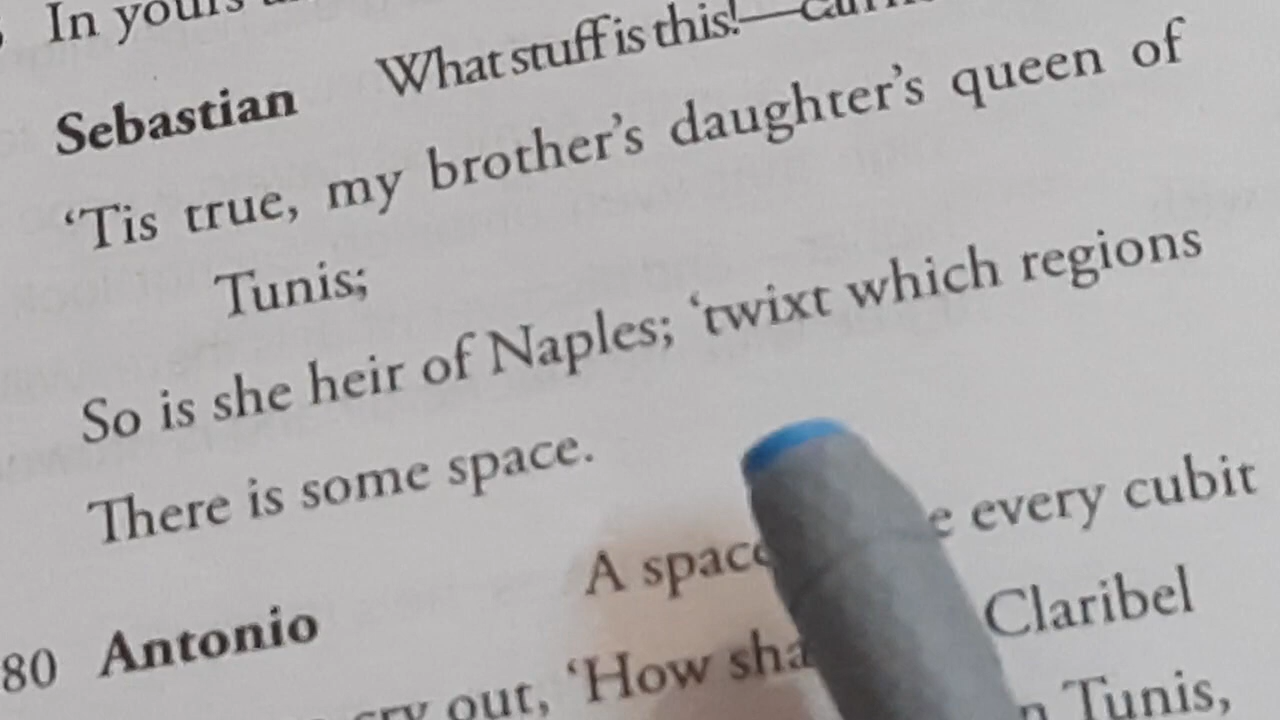 In yours
What stuff is this!—
Sebastian
‘Tis true, my brother’s daughter’s queen of
Tunis;
So is she heir of Naples; ‘twixt which regions
There is some space.
A space every cubit
80 Antonio
cry out, ‘How Claribel
Tunis,